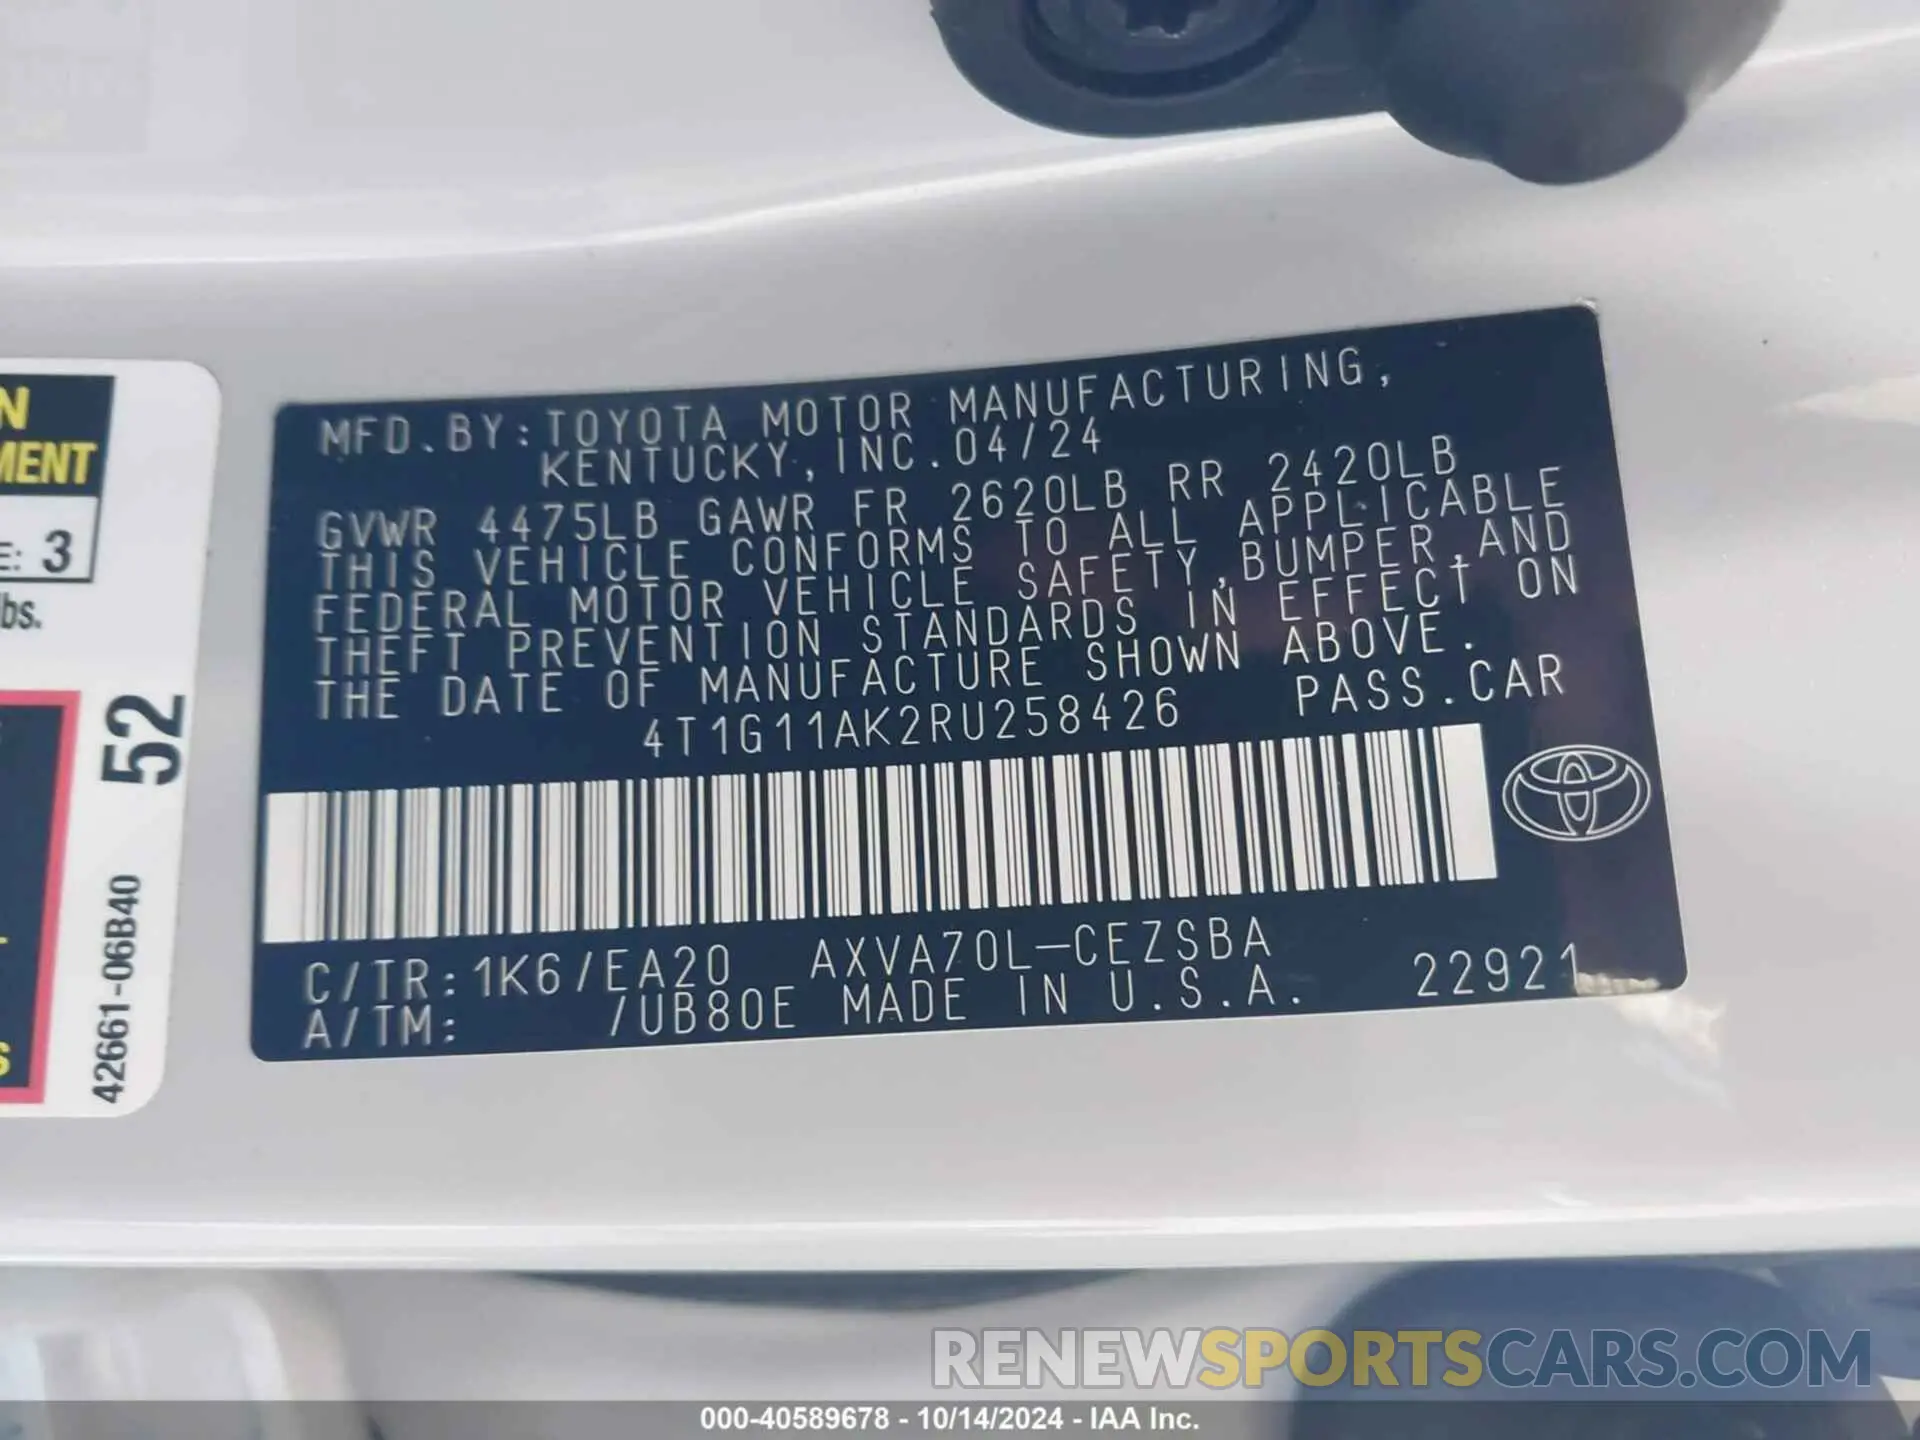 MFD. BY: TOYOTA MOTOR MANUFACTURING,
KENTUCKY, INC. 04/24
GVWR 4475LB GAWR FR 2620LB RR 2420LB
THIS VEHICLE CONFORMS TO ALL APPLICABLE
FEDERAL MOTOR VEHICLE SAFETY, BUMPER, AND
THEFT PREVENTION STANDARDS IN EFFECT ON
THE DATE OF MANUFACTURE SHOWN ABOVE.
4T1G11AK2RU258426 PASS. CAR
C/TR: 1K6/EA20 AXVA70L-CEZSBA
A/TM: /UB80E MADE IN U.S.A. 22921
N
MENT
E: 3
lbs.
52
42661-06B40
S
RENEWSPORTSCARS.COM
000-40589678 - 10/14/2024 - IAA Inc.